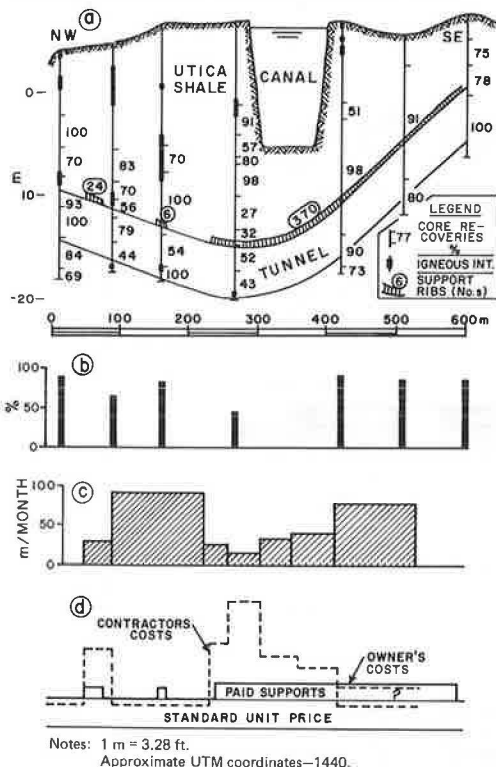 a
NW
SE
UTICA
SHALE
CANAL
0
m
10
-20
100
70
93
100
84
69
24
83
70
56
79
44
6
70
100
54
100
91
57
80
98
27
32
52
43
370
TUNNEL
51
98
90
73
91
80
75
78
100
LEGEND
77
CORE RE-
COVERIES
%
IGNEOUS INT.
6
SUPPORT
RIBS (No.s)
0 100 200 300 400 500 600 m
b
100
%
50
0
c
m/MONTH
100
50
0
d
CONTRACTORS
COSTS
OWNER'S
COSTS
PAID SUPPORTS
?
STANDARD UNIT PRICE
Notes: 1 m = 3.28 ft.
Approximate UTM coordinates—1440.